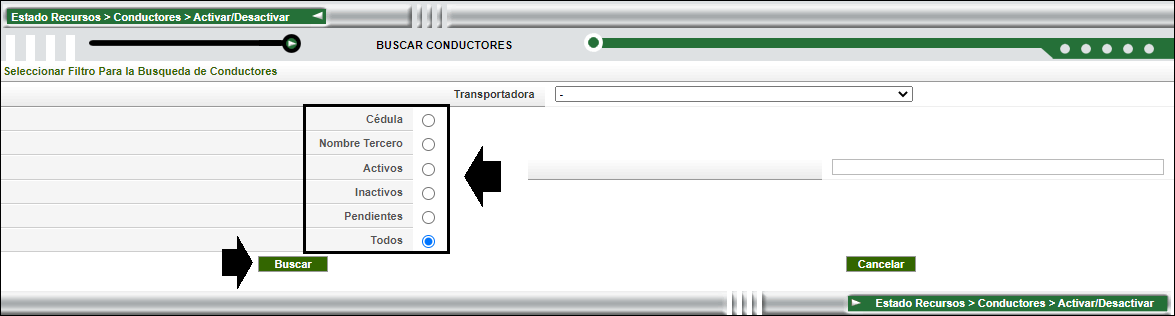 Estado Recursos > Conductores > Activar/Desactivar
BUSCAR CONDUCTORES
Seleccionar Filtro Para la Busqueda de Conductores
Transportadora -
Cédula
Nombre Tercero
Activos
Inactivos
Pendientes
Todos
Buscar Cancelar
Estado Recursos > Conductores > Activar/Desactivar